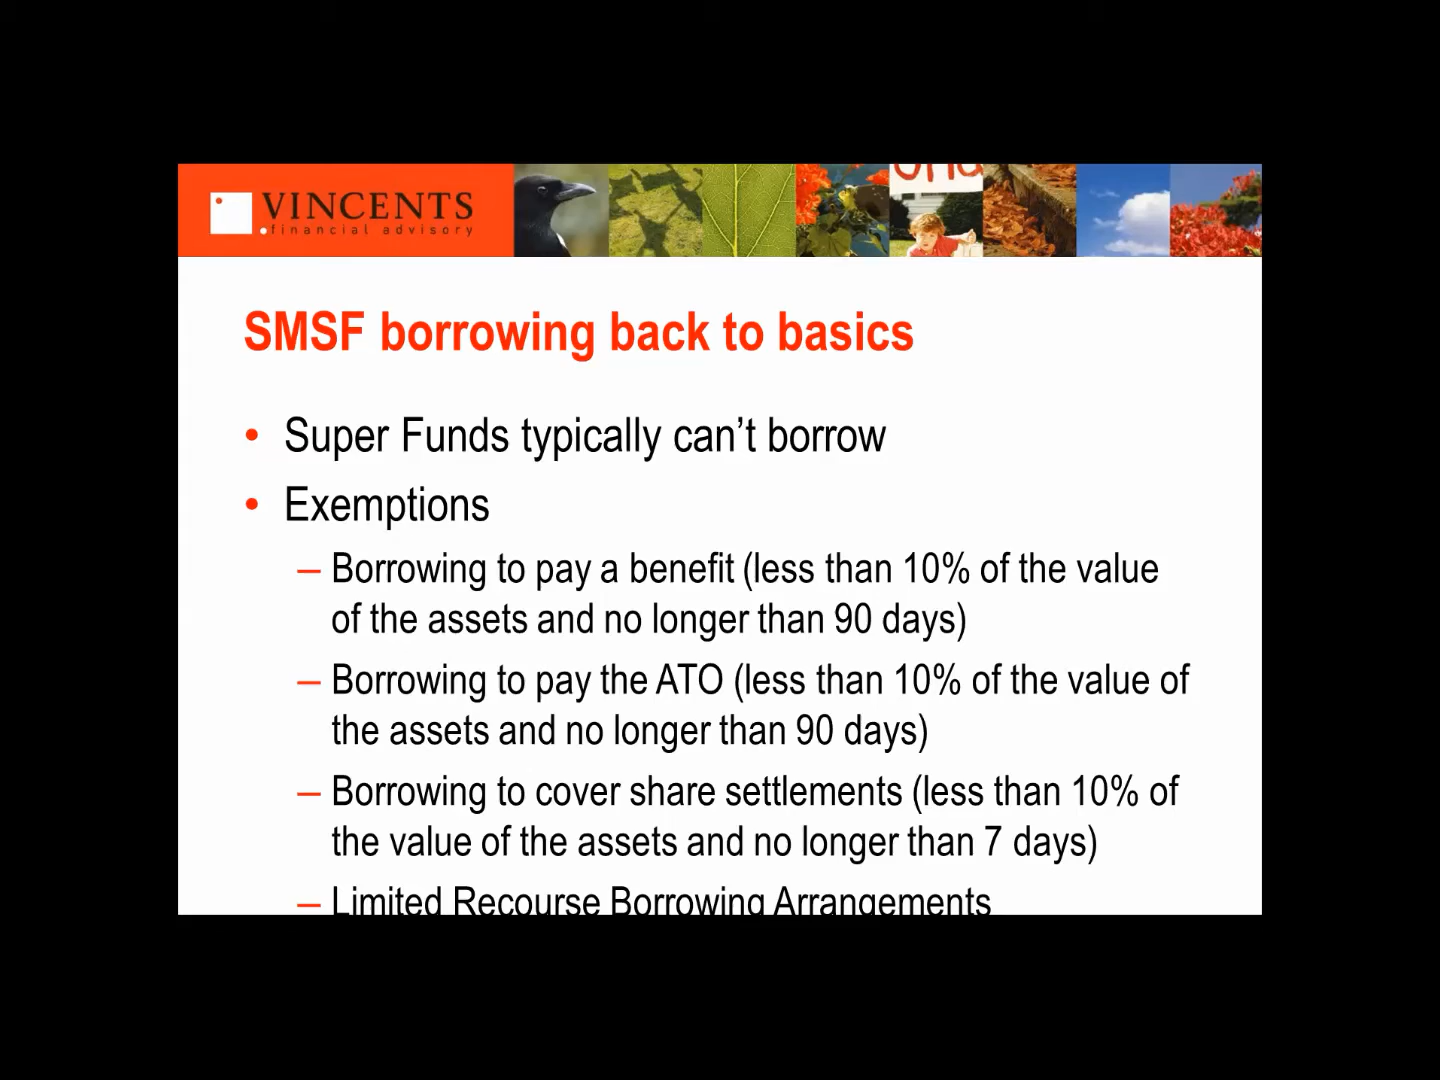 VINCENTS
financial advisory
SMSF borrowing back to basics
• Super Funds typically can't borrow
• Exemptions
– Borrowing to pay a benefit (less than 10% of the value
of the assets and no longer than 90 days)
– Borrowing to pay the ATO (less than 10% of the value of
the assets and no longer than 90 days)
– Borrowing to cover share settlements (less than 10% of
the value of the assets and no longer than 7 days)
– Limited Recourse Borrowing Arrangements